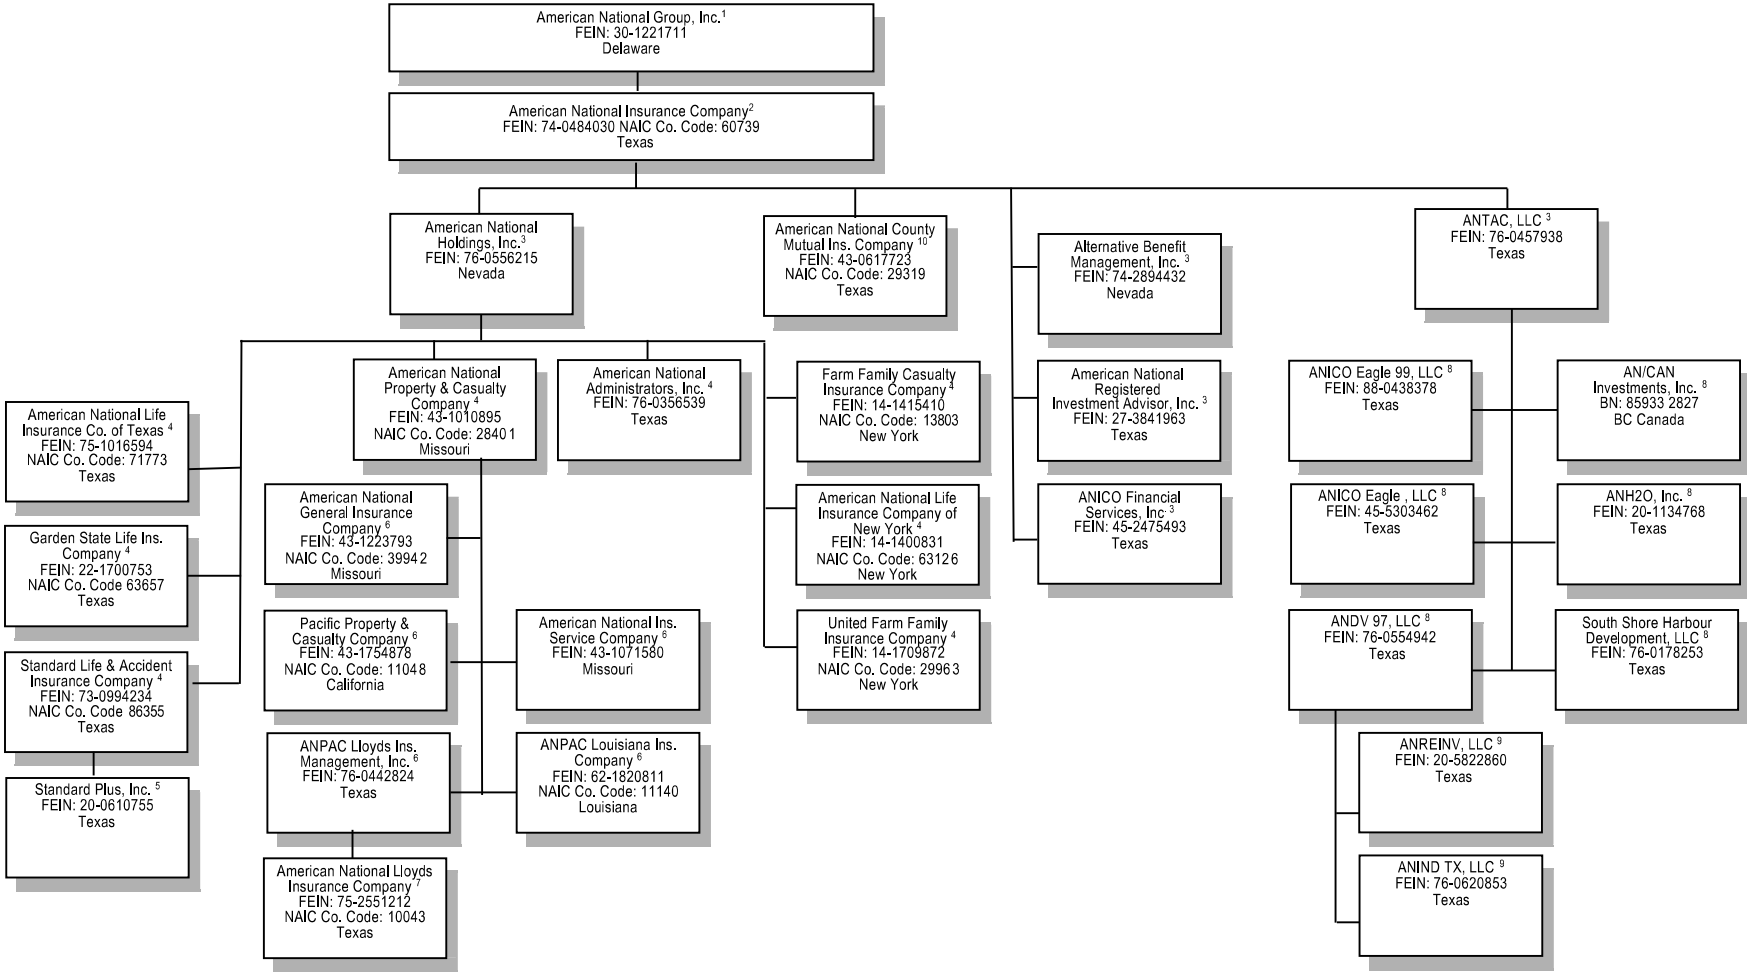 American National Group, Inc.1
FEIN: 30-1221711
Delaware
American National Insurance Company2
FEIN: 74-0484030 NAIC Co. Code: 60739
Texas
American National
Holdings, Inc.3
FEIN: 76-0556215
Nevada
American National County
Mutual Ins. Company 10
FEIN: 43-0617723
NAIC Co. Code: 29319
Texas
Alternative Benefit
Management, Inc. 3
FEIN: 74-2894432
Nevada
ANTAC, LLC 3
FEIN: 76-0457938
Texas
American National Life
Insurance Co. of Texas 4
FEIN: 75-1016594
NAIC Co. Code: 71773
Texas
American National
Property & Casualty
Company 4
FEIN: 43-1010895
NAIC Co. Code: 28401
Missouri
American National
Administrators, Inc. 4
FEIN: 76-0356539
Texas
Farm Family Casualty
Insurance Company 4
FEIN: 14-1415410
NAIC Co. Code: 13803
New York
American National
Registered
Investment Advisor, Inc. 3
FEIN: 27-3841963
Texas
ANICO Eagle 99, LLC 8
FEIN: 88-0438378
Texas
AN/CAN
Investments, Inc. 8
BN: 85933 2827
BC Canada
Garden State Life Ins.
Company 4
FEIN: 22-1700753
NAIC Co. Code 63657
Texas
American National
General Insurance
Company 6
FEIN: 43-1223793
NAIC Co. Code: 39942
Missouri
American National Life
Insurance Company of
New York 4
FEIN: 14-1400831
NAIC Co. Code: 63126
New York
ANICO Financial
Services, Inc 3
FEIN: 45-2475493
Texas
ANICO Eagle , LLC 8
FEIN: 45-5303462
Texas
ANH2O, Inc. 8
FEIN: 20-1134768
Texas
Standard Life & Accident
Insurance Company 4
FEIN: 73-0994234
NAIC Co. Code 86355
Texas
Pacific Property &
Casualty Company 6
FEIN: 43-1754878
NAIC Co. Code: 11048
California
American National Ins.
Service Company 6
FEIN: 43-1071580
Missouri
United Farm Family
Insurance Company 4
FEIN: 14-1709872
NAIC Co. Code: 29963
New York
ANDV 97, LLC 8
FEIN: 76-0554942
Texas
South Shore Harbour
Development, LLC 8
FEIN: 76-0178253
Texas
Standard Plus, Inc. 5
FEIN: 20-0610755
Texas
ANPAC Lloyds Ins.
Management, Inc. 6
FEIN: 76-0442824
Texas
ANPAC Louisiana Ins.
Company 6
FEIN: 62-1820811
NAIC Co. Code: 11140
Louisiana
ANREINV, LLC 9
FEIN: 20-5822860
Texas
American National Lloyds
Insurance Company 7
FEIN: 75-2551212
NAIC Co. Code: 10043
Texas
ANIND TX, LLC 9
FEIN: 76-0620853
Texas